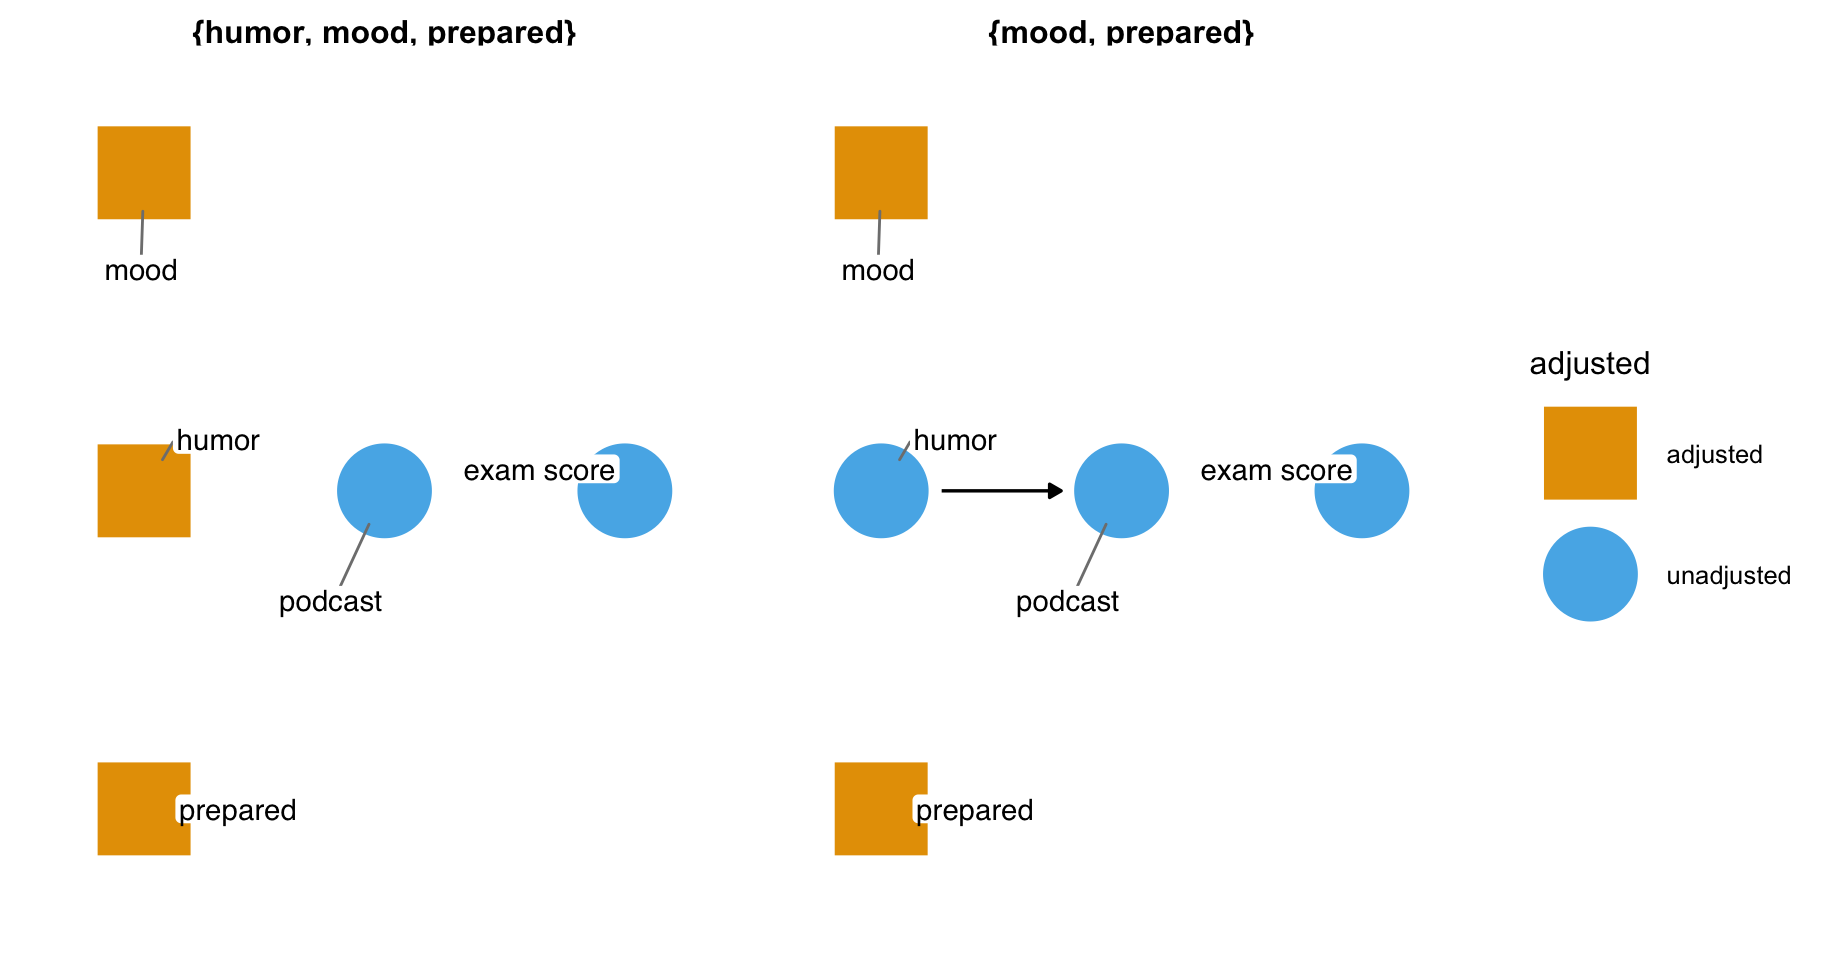 {humor, mood, prepared}
mood
humor
exam score
podcast
prepared
{mood, prepared}
mood
humor
exam score
podcast
prepared
adjusted
adjusted
unadjusted